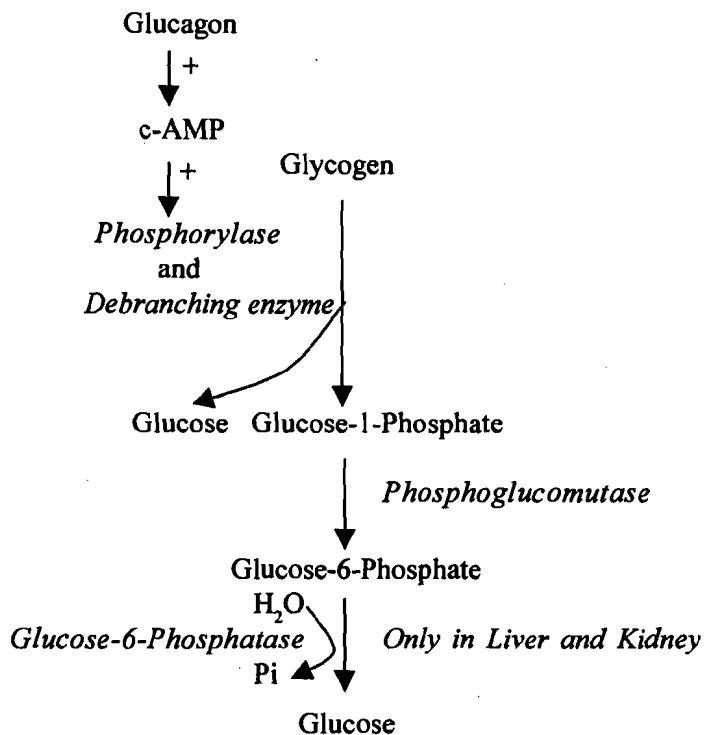 Glucagon
+
c-AMP
+
Glycogen
Phosphorylase
and
Debranching enzyme
Glucose Glucose-1-Phosphate
Phosphoglucomutase
Glucose-6-Phosphate
H₂O
Glucose-6-Phosphatase Only in Liver and Kidney
Pi
Glucose